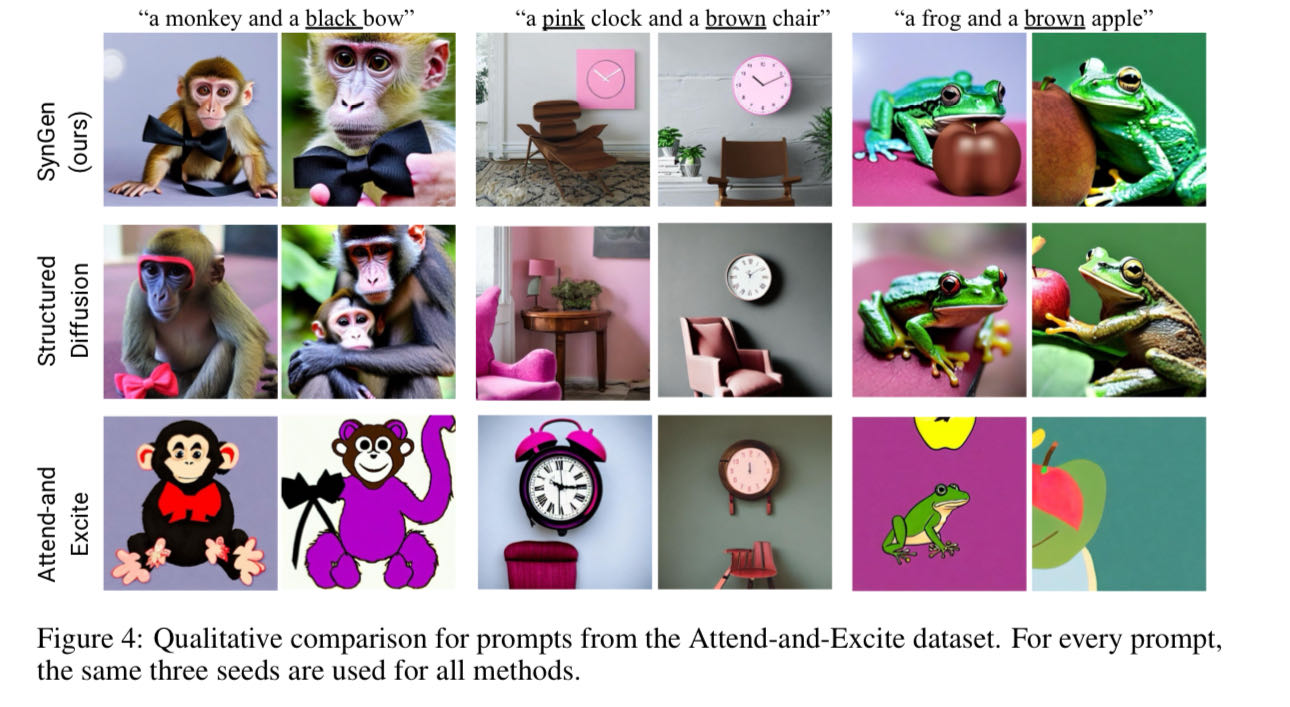 “a monkey and a black bow”
“a pink clock and a brown chair”
“a frog and a brown apple”
SynGen
(ours)
Structured
Diffusion
Attend-and
Excite
Figure 4: Qualitative comparison for prompts from the Attend-and-Excite dataset. For every prompt,
the same three seeds are used for all methods.